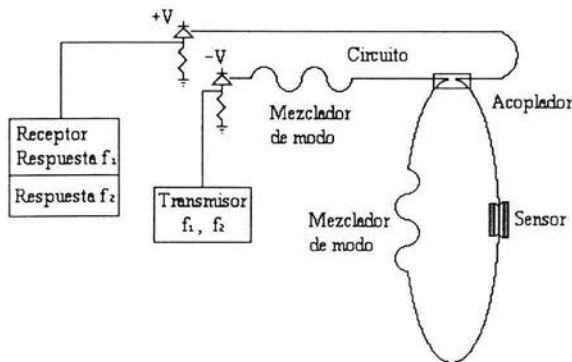 +V
-V
Circuito
Mezclador
de modo
Acoplador
Receptor
Respuesta f₁
Respuesta f₂
Transmisor
f₁ , f₂
Mezclador
de modo
Sensor